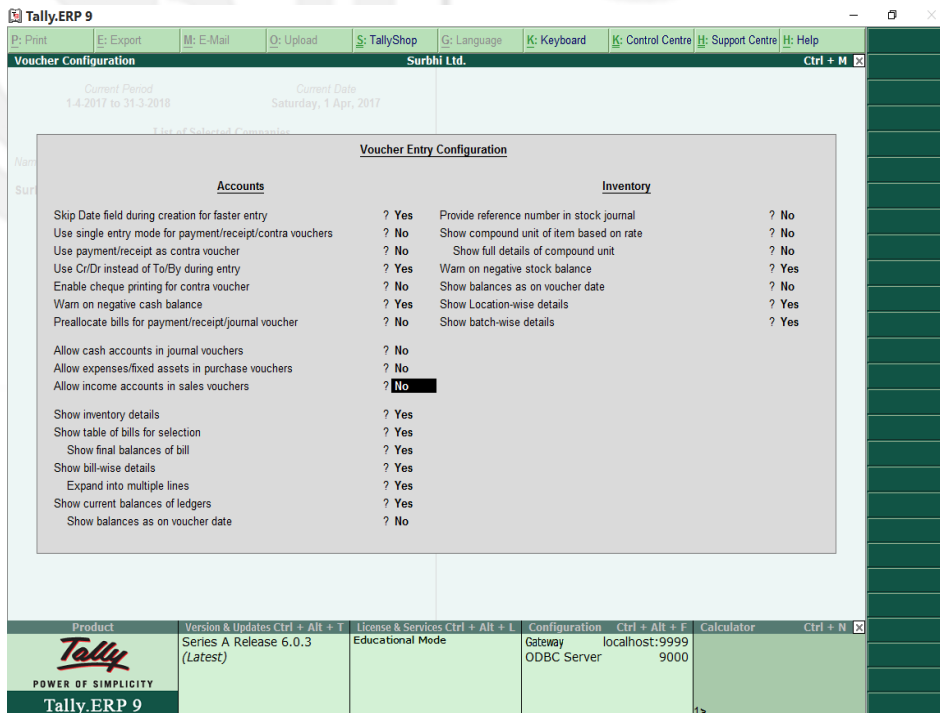 Tally.ERP 9
P: Print E: Export M: E-Mail O: Upload S: TallyShop G: Language K: Keyboard K: Control Centre H: Support Centre H: Help
Voucher Configuration Surbhi Ltd. Ctrl + M
Current Period Current Date
1-4-2017 to 31-3-2018 Saturday, 1 Apr, 2017
List of Selected Companies
Nam
Surl
Voucher Entry Configuration
Accounts Inventory
Skip Date field during creation for faster entry ? Yes Provide reference number in stock journal ? No
Use single entry mode for payment/receipt/contra vouchers ? No Show compound unit of item based on rate ? No
Use payment/receipt as contra voucher ? No Show full details of compound unit ? No
Use Cr/Dr instead of To/By during entry ? Yes Warn on negative stock balance ? Yes
Enable cheque printing for contra voucher ? No Show balances as on voucher date ? No
Warn on negative cash balance ? Yes Show Location-wise details ? Yes
Preallocate bills for payment/receipt/journal voucher ? No Show batch-wise details ? Yes
Allow cash accounts in journal vouchers ? No
Allow expenses/fixed assets in purchase vouchers ? No
Allow income accounts in sales vouchers ? No
Show inventory details ? Yes
Show table of bills for selection ? Yes
Show final balances of bill ? Yes
Show bill-wise details ? Yes
Expand into multiple lines ? Yes
Show current balances of ledgers ? Yes
Show balances as on voucher date ? No
Product Version & Updates Ctrl + Alt + T License & Services Ctrl + Alt + L Configuration Ctrl + Alt + F Calculator Ctrl + N
Tally Series A Release 6.0.3 Educational Mode Gateway localhost:9999
(Latest) ODBC Server 9000
POWER OF SIMPLICITY
Tally.ERP 9 1>